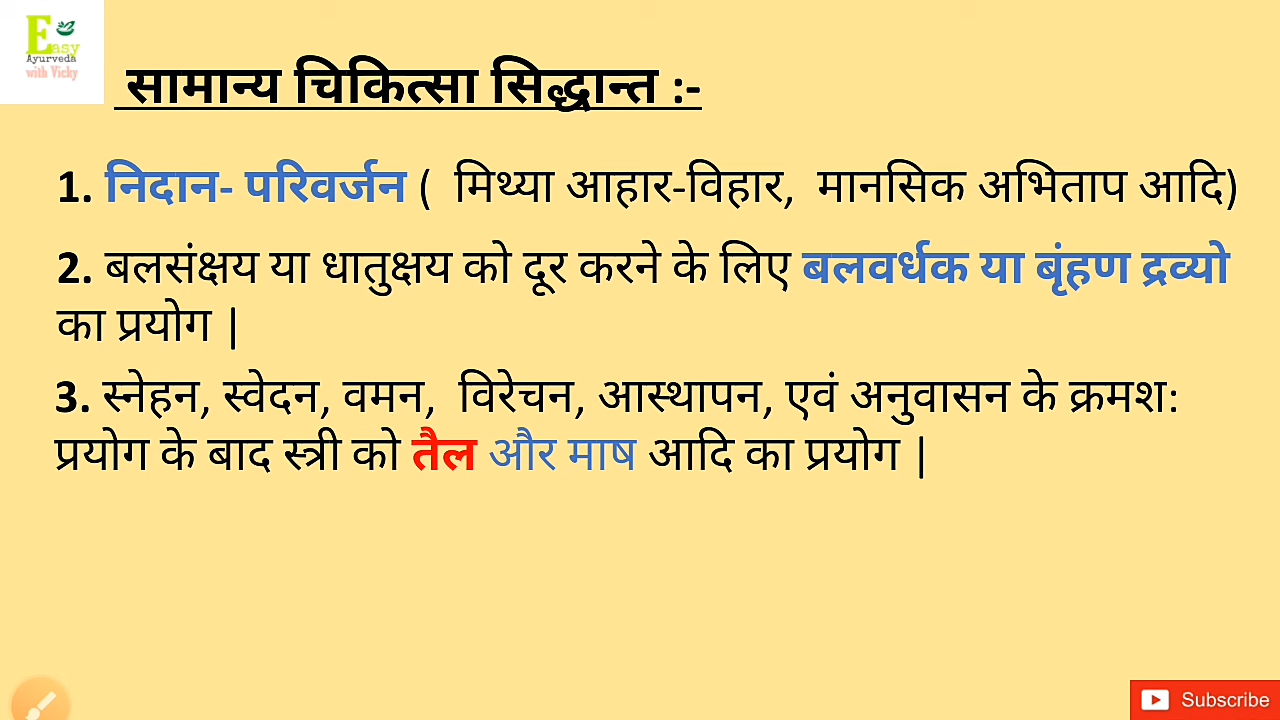 Easy
Ayurveda
with Vicky
सामान्य चिकित्सा सिद्धान्त :-
1. निदान- परिवर्जन ( मिथ्या आहार-विहार, मानसिक अभिताप आदि)
2. बलसंक्षय या धातुक्षय को दूर करने के लिए बलवर्धक या बृंहण द्रव्यो
का प्रयोग |
3. स्नेहन, स्वेदन, वमन, विरेचन, आस्थापन, एवं अनुवासन के क्रमश:
प्रयोग के बाद स्त्री को तैल और माष आदि का प्रयोग |
Subscribe